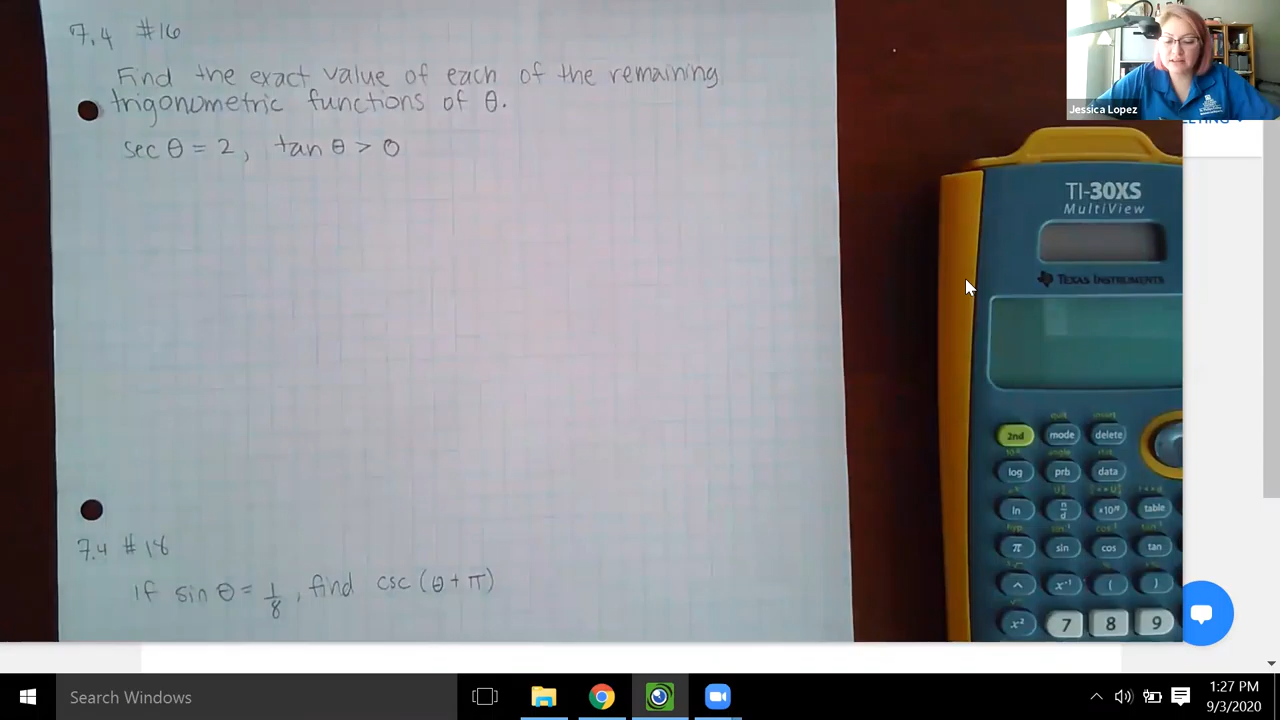 7.4 #16
Find the exact value of each of the remaining
trigonometric functions of θ.
sec θ = 2, tan θ > 0
7.4 #18
If sin θ = 1/8, find csc (θ + π)
Jessica Lopez
TI-30XS
MultiView
TEXAS INSTRUMENTS
2nd
mode
delete
log
prb
data
ln
n/d
×10ⁿ
table
π
sin
cos
tan
^
x⁻¹
(
)
x²
7
8
9
Search Windows
1:27 PM
9/3/2020